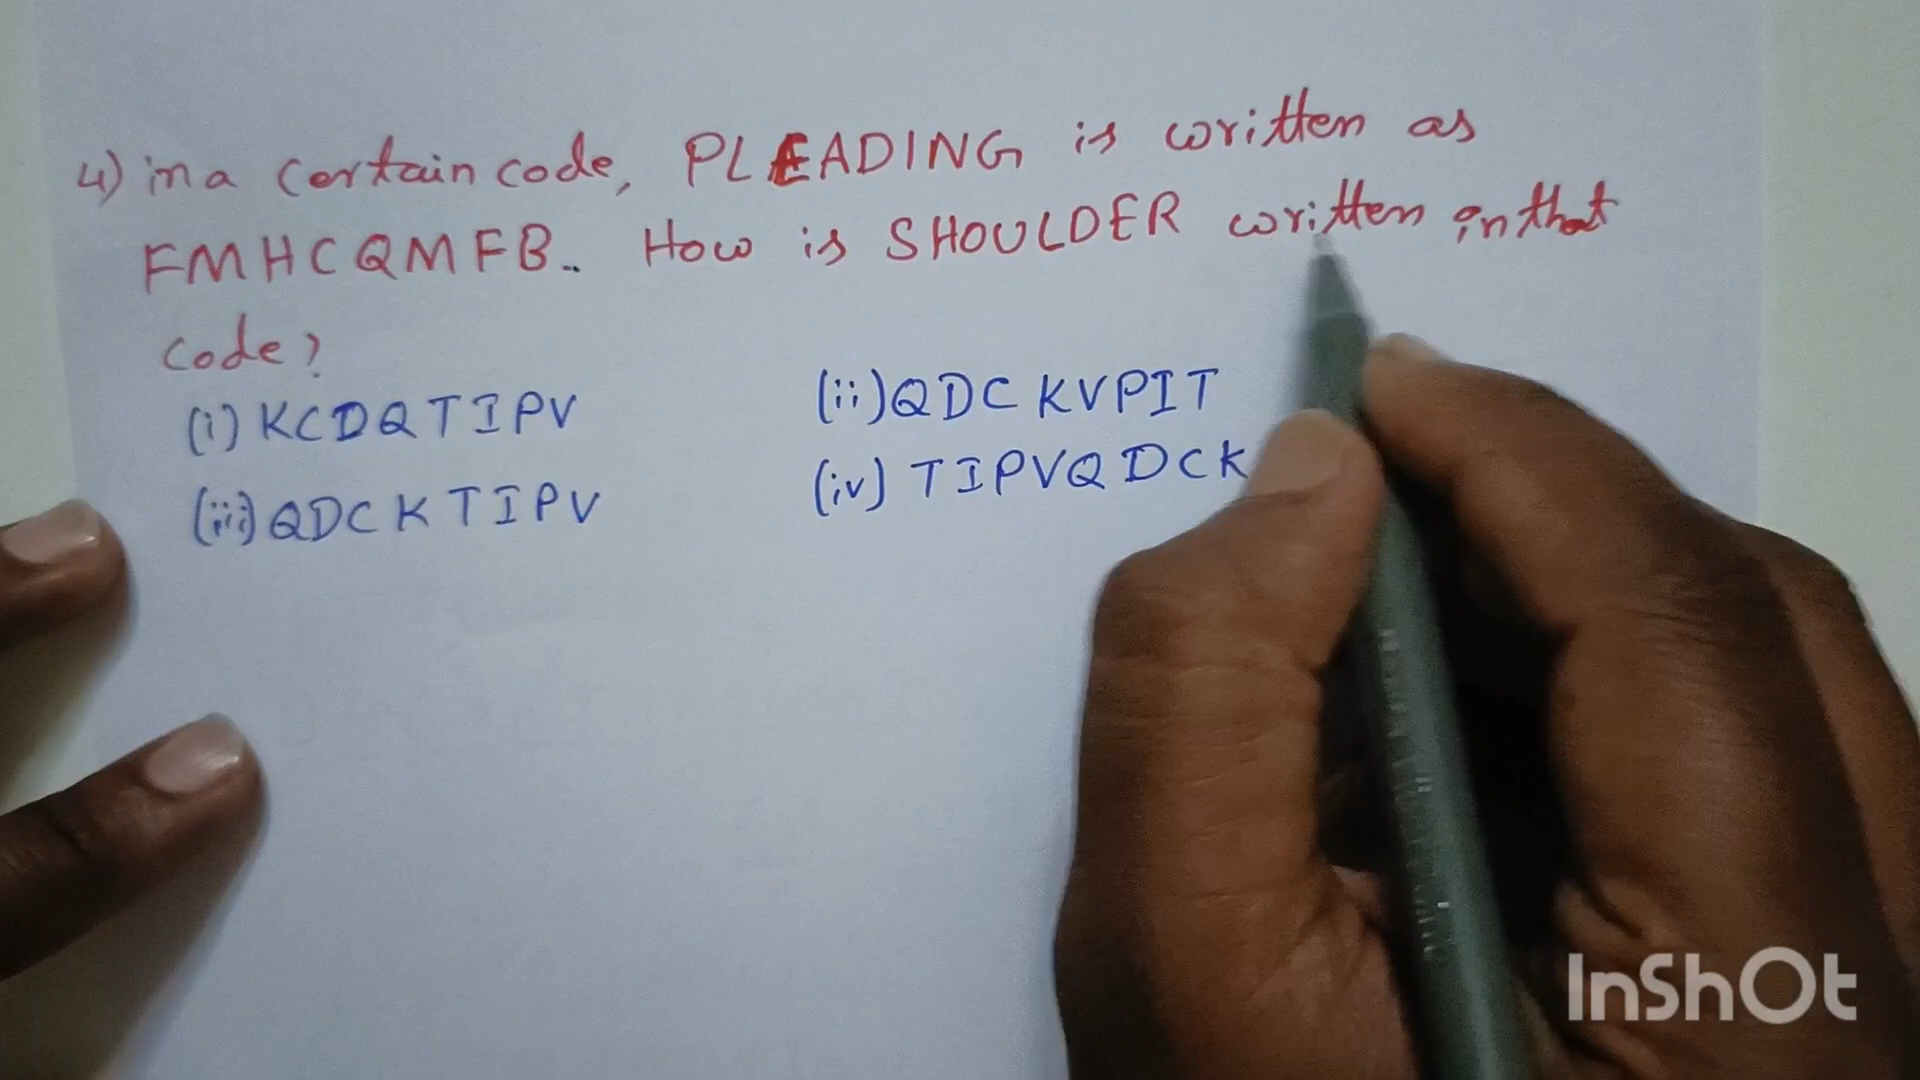 4) in a certain code, PLEADING is written as
FMHCQMFB.. How is SHOULDER written in that
code?
(i) KCDQTIPV (ii) QDCKVPIT
(iii) QDCKTIPV (iv) TIPVQDCK
InShOt